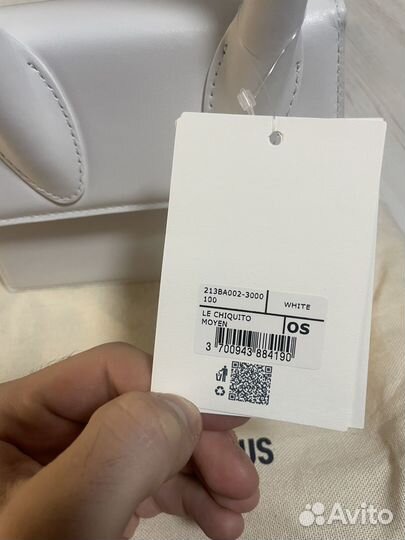 213BA002-3000
100
WHITE
LE CHIQUITO
MOYEN
OS
3 700943 884190
US
Avito